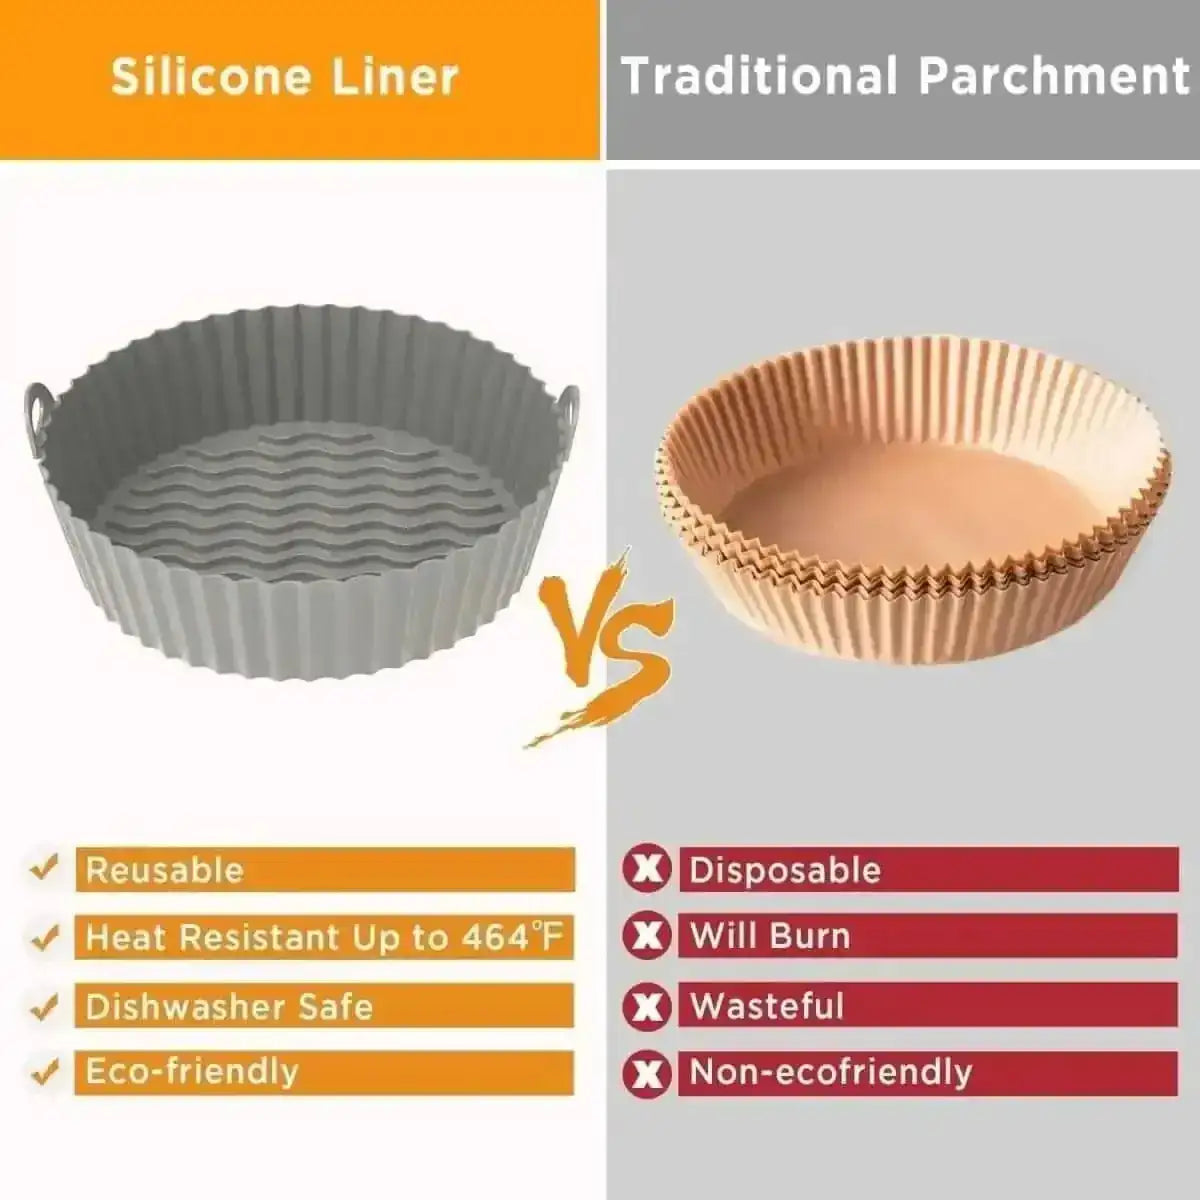 Silicone Liner
Traditional Parchment
VS
Reusable
Heat Resistant Up to 464°F
Dishwasher Safe
Eco-friendly
X Disposable
X Will Burn
X Wasteful
X Non-ecofriendly